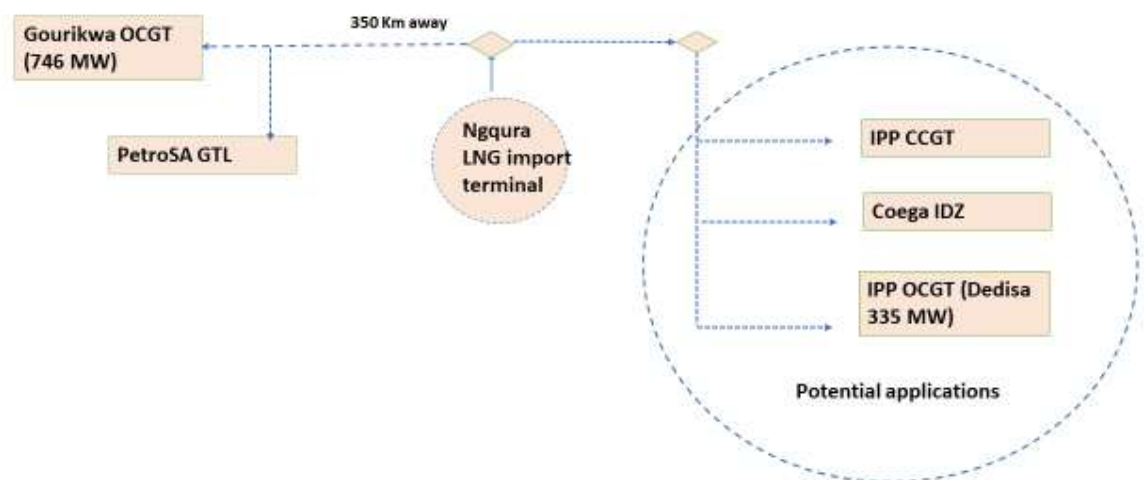 350 Km away
Gourikwa OCGT
(746 MW)
PetroSA GTL
Ngqura
LNG import
terminal
IPP CCGT
Coega IDZ
IPP OCGT (Dedisa
335 MW)
Potential applications